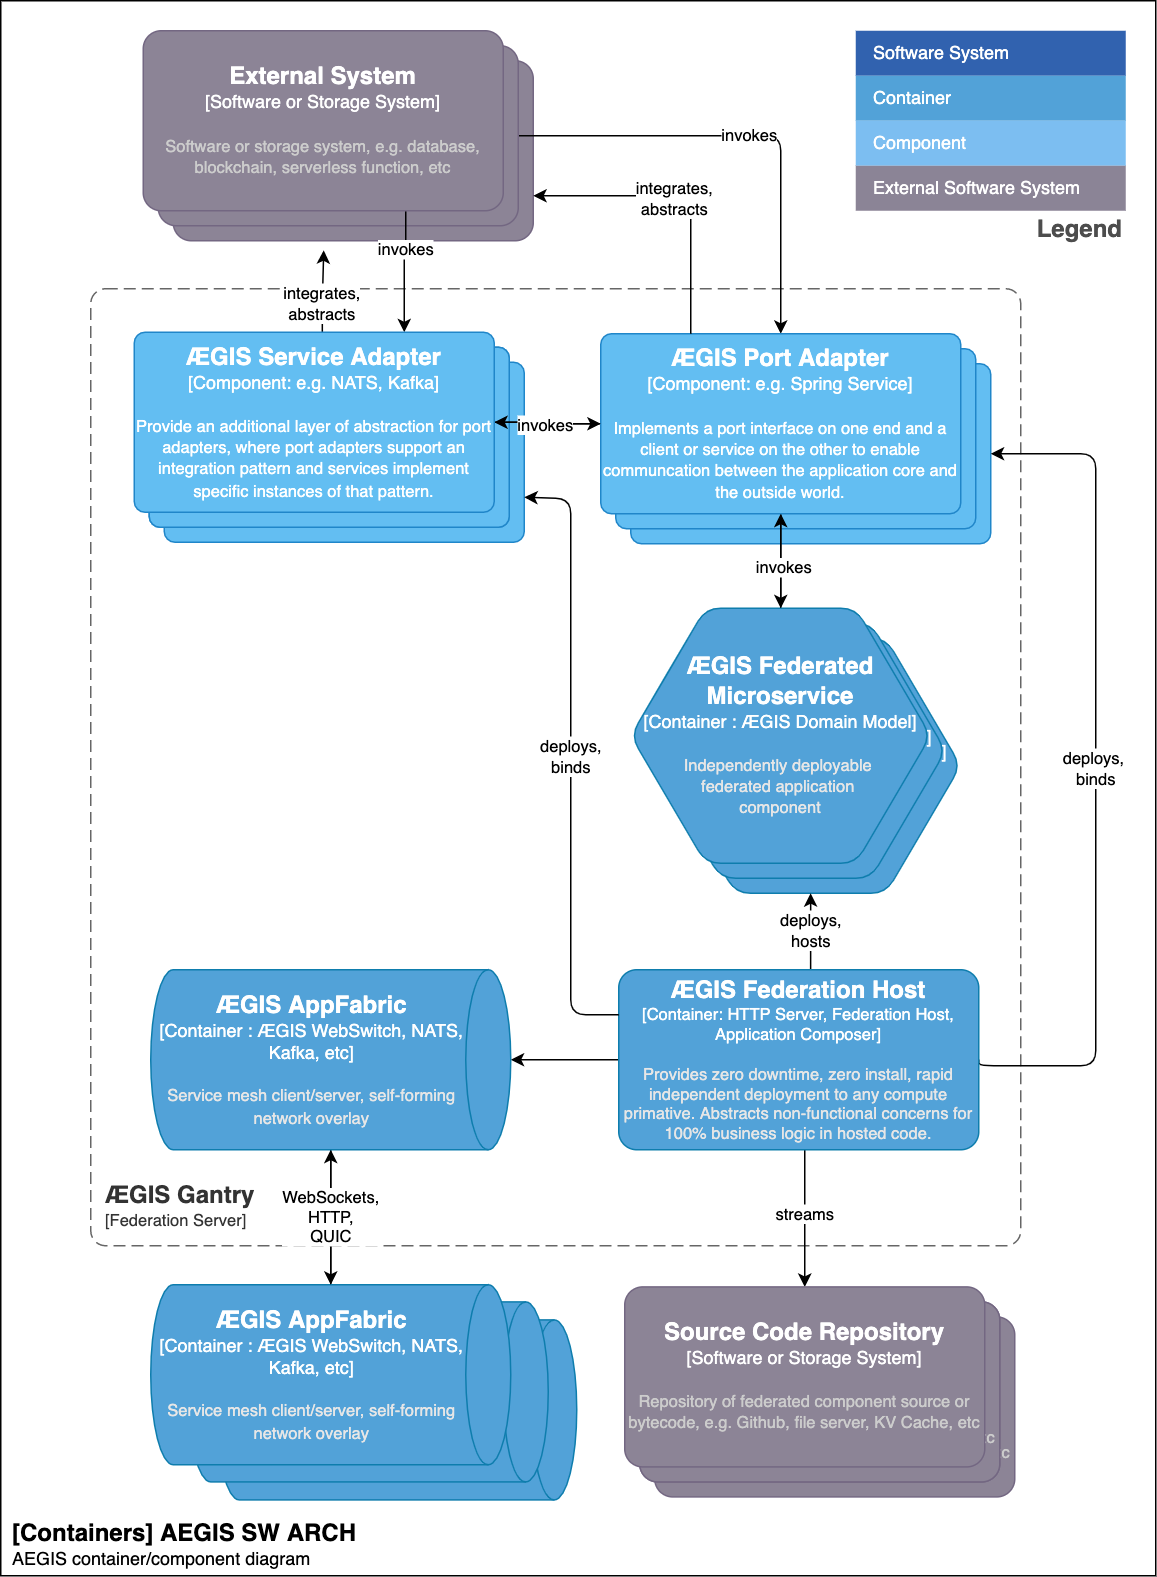 External System
[Software or Storage System]
Software or storage system, e.g. database,
blockchain, serverless function, etc
Software System
Container
Component
External Software System
Legend
invokes
integrates,
abstracts
invokes
integrates,
abstracts
ÆGIS Service Adapter
[Component: e.g. NATS, Kafka]
Provide an additional layer of abstraction for port
adapters, where port adapters support an
integration pattern and services implement
specific instances of that pattern.
invokes
ÆGIS Port Adapter
[Component: e.g. Spring Service]
Implements a port interface on one end and a
client or service on the other to enable
communcation between the application core and
the outside world.
invokes
ÆGIS Federated
Microservice
[Container : ÆGIS Domain Model]
]
]
Independently deployable
federated application
component
deploys,
binds
deploys,
binds
deploys,
hosts
ÆGIS AppFabric
[Container : ÆGIS WebSwitch, NATS,
Kafka, etc]
Service mesh client/server, self-forming
network overlay
ÆGIS Federation Host
[Container: HTTP Server, Federation Host,
Application Composer]
Provides zero downtime, zero install, rapid
independent deployment to any compute
primative. Abstracts non-functional concerns for
100% business logic in hosted code.
ÆGIS Gantry
[Federation Server]
WebSockets,
HTTP,
QUIC
streams
ÆGIS AppFabric
[Container : ÆGIS WebSwitch, NATS,
Kafka, etc]
Service mesh client/server, self-forming
network overlay
Source Code Repository
[Software or Storage System]
Repository of federated component source or
bytecode, e.g. Github, file server, KV Cache, etc
c
c
[Containers] AEGIS SW ARCH
AEGIS container/component diagram